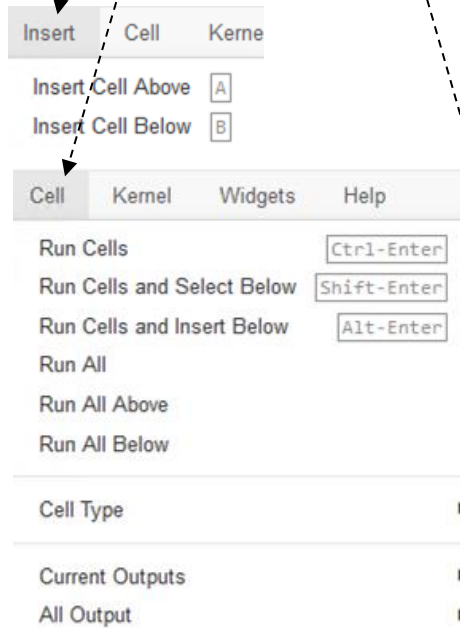 Insert Cell Kerne
Insert Cell Above A
Insert Cell Below B
Cell Kernel Widgets Help
Run Cells Ctrl-Enter
Run Cells and Select Below Shift-Enter
Run Cells and Insert Below Alt-Enter
Run All
Run All Above
Run All Below
Cell Type
Current Outputs
All Output